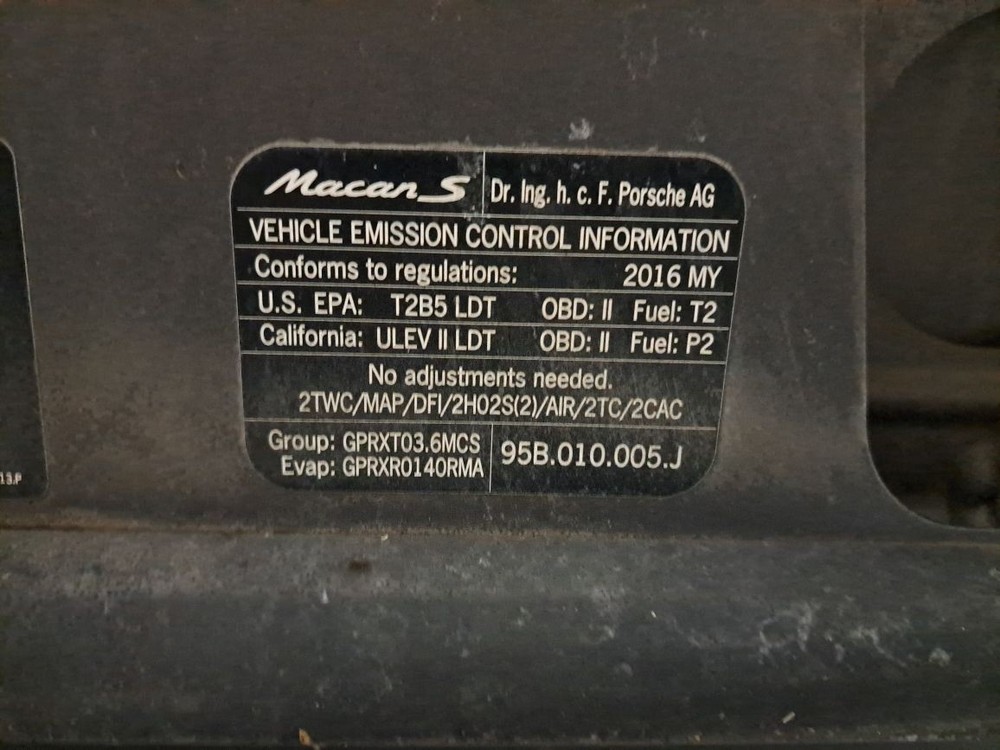 Macan S Dr. Ing. h. c. F. Porsche AG
VEHICLE EMISSION CONTROL INFORMATION
Conforms to regulations: 2016 MY
U.S. EPA: T2B5 LDT OBD: II Fuel: T2
California: ULEV II LDT OBD: II Fuel: P2
No adjustments needed.
2TWC/MAP/DFI/2HO2S(2)/AIR/2TC/2CAC
Group: GPRXT03.6MCS
Evap: GPRXR0140RMA
95B.010.005.J
13.P